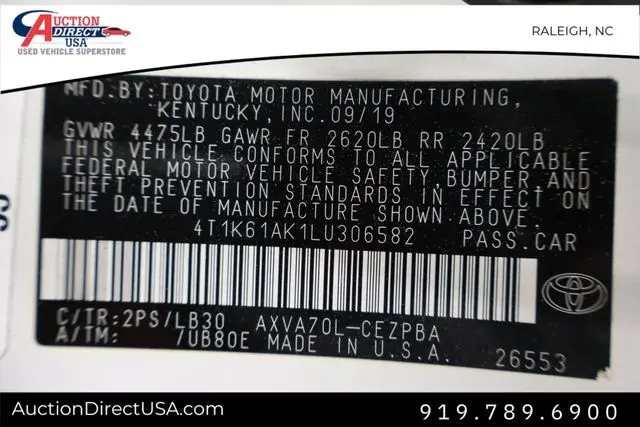 AUCTION
DIRECT
USA
USED VEHICLE SUPERSTORE
RALEIGH, NC
MFD.BY:TOYOTA MOTOR MANUFACTURING,
KENTUCKY,INC.09/19
GVWR 4475LB GAWR FR 2620LB RR 2420LB
THIS VEHICLE CONFORMS TO ALL APPLICABLE
FEDERAL MOTOR VEHICLE SAFETY,BUMPER,AND
THEFT PREVENTION STANDARDS IN EFFECT ON
THE DATE OF MANUFACTURE SHOWN ABOVE.
4T1K61AK1LU306582 PASS.CAR
C/TR:2PS/LB30 AXVA70L-CEZPBA
A/TM: 7UB80E MADE IN U.S.A. 26553
AuctionDirectUSA.com
919.789.6900